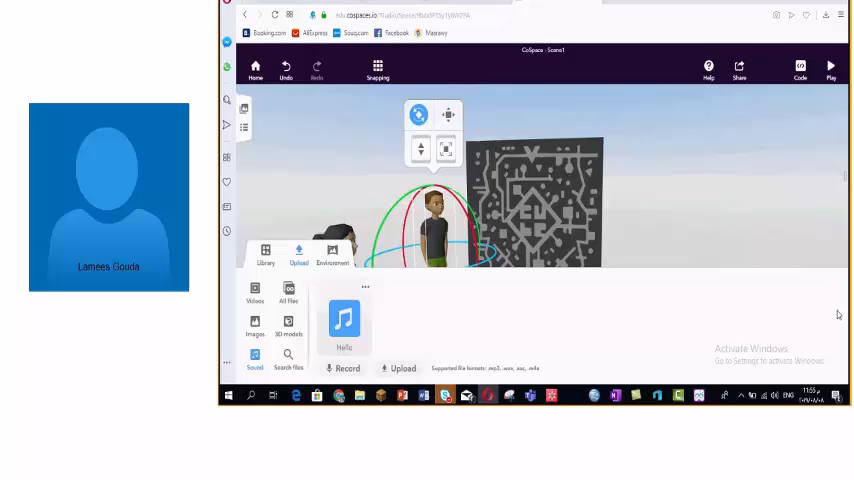 Lamees Gouda
edu.cospaces.io
Booking.com AliExpress Souq.com Facebook Masrawy
CoSpace - Scene1
Home Undo Redo Snapping Help Share Code Play
Library Upload Environment
Videos All files
Images 3D models
Hello
Sound Search files
Record Upload Supported file formats: .mp3, .wav, .aac, .m4a
Activate Windows
Go to Settings to activate Windows.
ENG
11:55 م